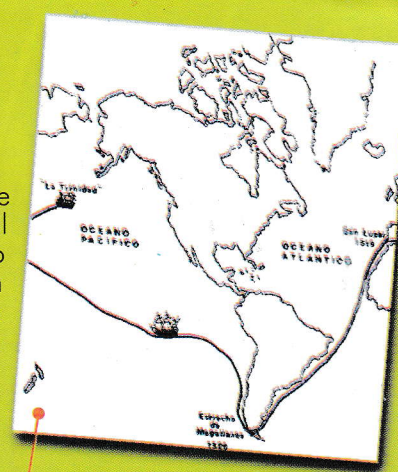 e
l
o
"La Trinidad"
OCEANO
PACIFICO
OCEANO
ATLANTICO
San Lucar
1519
Estrecho
de
Magallanes
1520